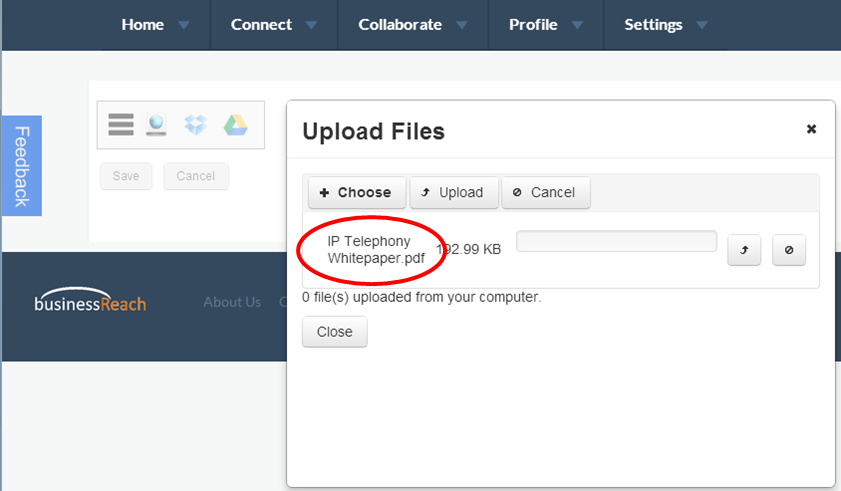 Home Connect Collaborate Profile Settings
Feedback
Save Cancel
Upload Files
Choose Upload Cancel
IP Telephony
Whitepaper.pdf
192.99 KB
0 file(s) uploaded from your computer.
Close
businessReach
About Us